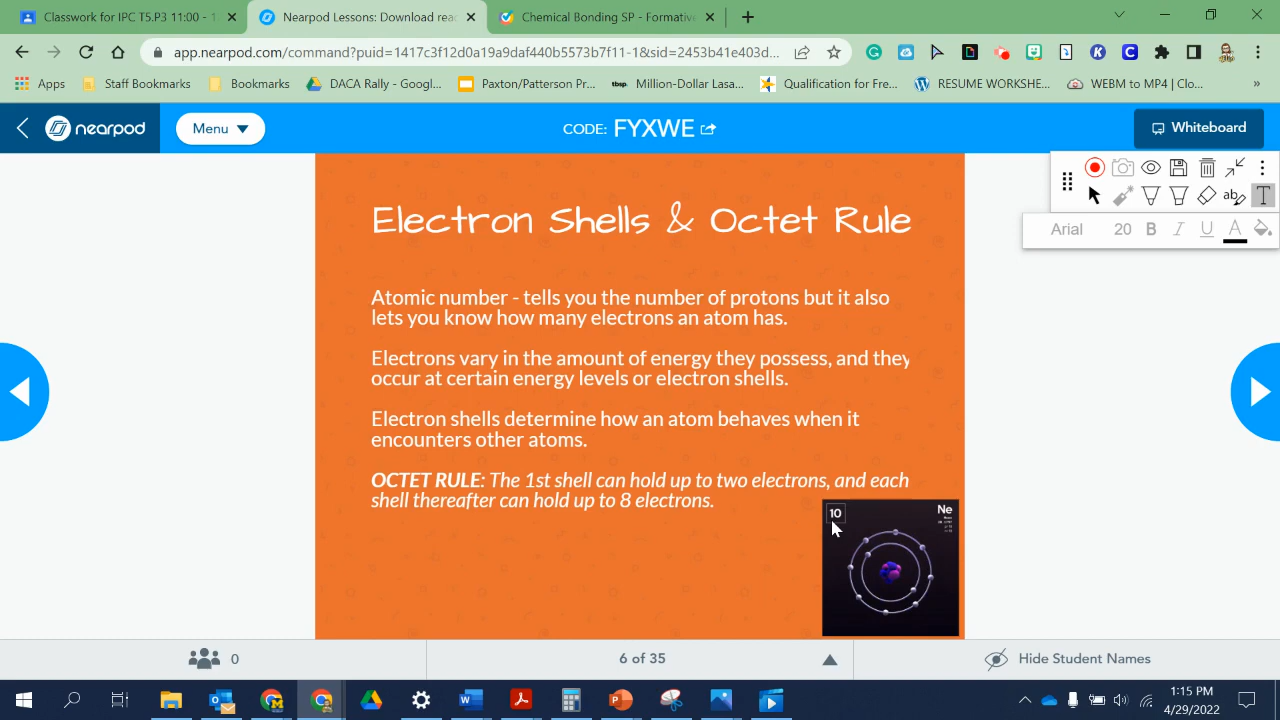 Classwork for IPC T5.P3 11:00 - 1
Nearpod Lessons: Download rea
Chemical Bonding SP - Formative
app.nearpod.com/command?puid=1417c3f12d0a19a9daf440b5573b7f11-1&sid=2453b41e403d...
Apps
Staff Bookmarks
Bookmarks
DACA Rally - Googl...
Paxton/Patterson Pr...
tbsp
Million-Dollar Lasa...
Qualification for Fre...
RESUME WORKSHE...
WEBM to MP4 | Clo...
»
nearpod
Menu
CODE: FYXWE
Whiteboard
ab
T
Arial 20 B I U A
Electron Shells & Octet Rule
Atomic number - tells you the number of protons but it also
lets you know how many electrons an atom has.
Electrons vary in the amount of energy they possess, and they
occur at certain energy levels or electron shells.
Electron shells determine how an atom behaves when it
encounters other atoms.
OCTET RULE: The 1st shell can hold up to two electrons, and each
shell thereafter can hold up to 8 electrons.
10
Ne
0
6 of 35
Hide Student Names
1:15 PM
4/29/2022